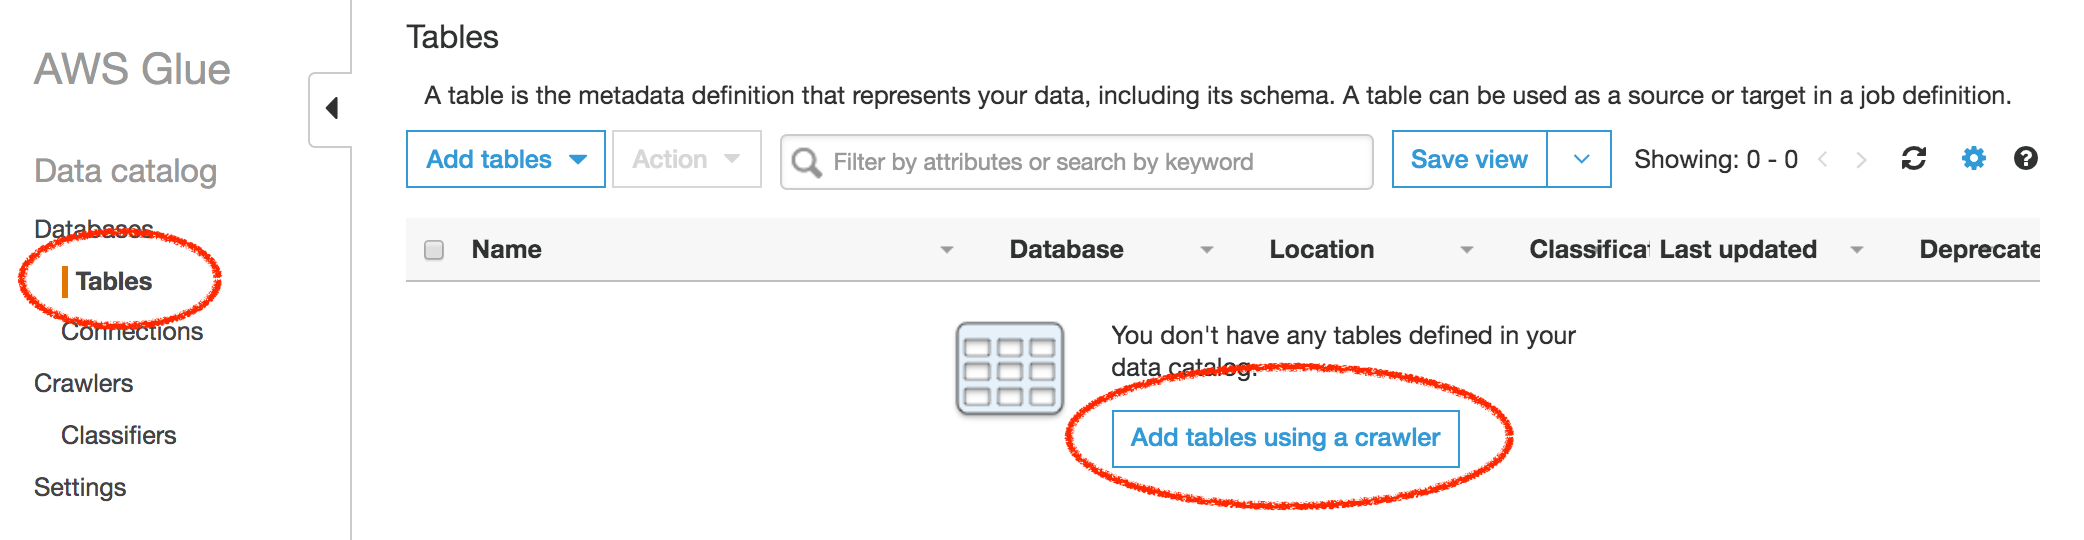 AWS Glue
Data catalog
Databases
Tables
Connections
Crawlers
Classifiers
Settings
Tables
A table is the metadata definition that represents your data, including its schema. A table can be used as a source or target in a job definition.
Add tables Action Filter by attributes or search by keyword Save view Showing: 0 - 0
Name Database Location Classificat Last updated Deprecate
You don't have any tables defined in your
data catalog.
Add tables using a crawler